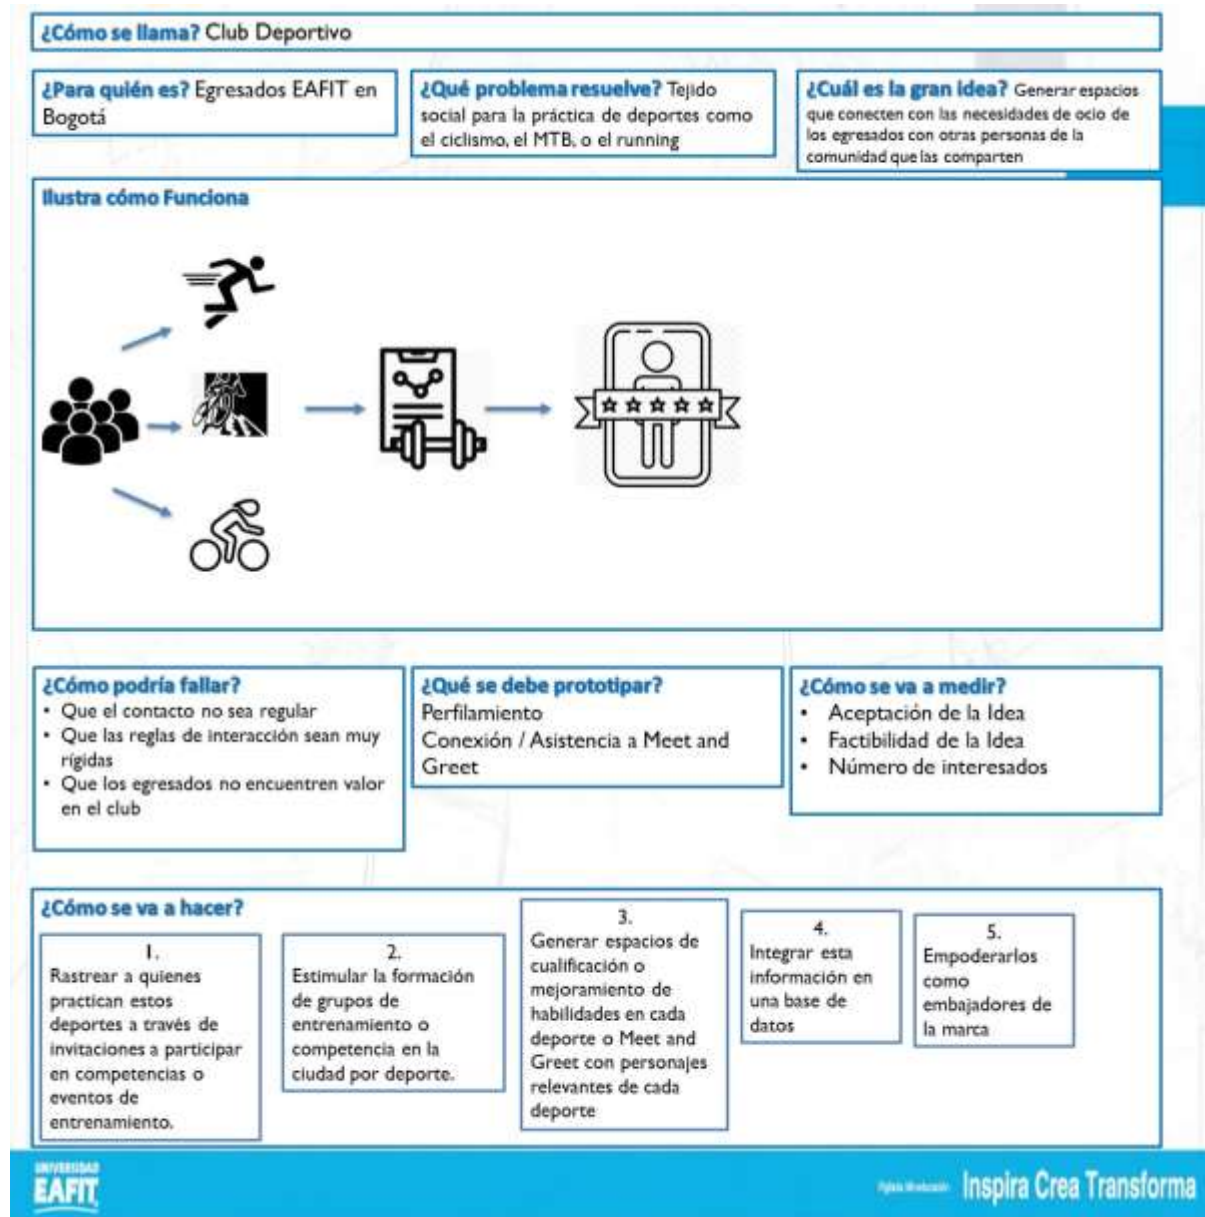 ¿Cómo se llama? Club Deportivo
¿Para quién es? Egresados EAFIT en
Bogotá
¿Qué problema resuelve? Tejido
social para la práctica de deportes como
el ciclismo, el MTB, o el running
¿Cuál es la gran idea? Generar espacios
que conecten con las necesidades de ocio de
los egresados con otras personas de la
comunidad que las comparten
Ilustra cómo Funciona
¿Cómo podría fallar?
• Que el contacto no sea regular
• Que las reglas de interacción sean muy
rígidas
• Que los egresados no encuentren valor
en el club
¿Qué se debe prototipar?
Perfilamiento
Conexión / Asistencia a Meet and
Greet
¿Cómo se va a medir?
• Aceptación de la Idea
• Factibilidad de la Idea
• Número de interesados
¿Cómo se va a hacer?
1.
Rastrear a quienes
practican estos
deportes a través de
invitaciones a participar
en competencias o
eventos de
entrenamiento.
2.
Estimular la formación
de grupos de
entrenamiento o
competencia en la
ciudad por deporte.
3.
Generar espacios de
cualificación o
mejoramiento de
habilidades en cada
deporte o Meet and
Greet con personajes
relevantes de cada
deporte
4.
Integrar esta
información en
una base de
datos
5.
Empoderarlos
como
embajadores de
la marca
UNIVERSIDAD
EAFIT
Inspira Crea Transforma